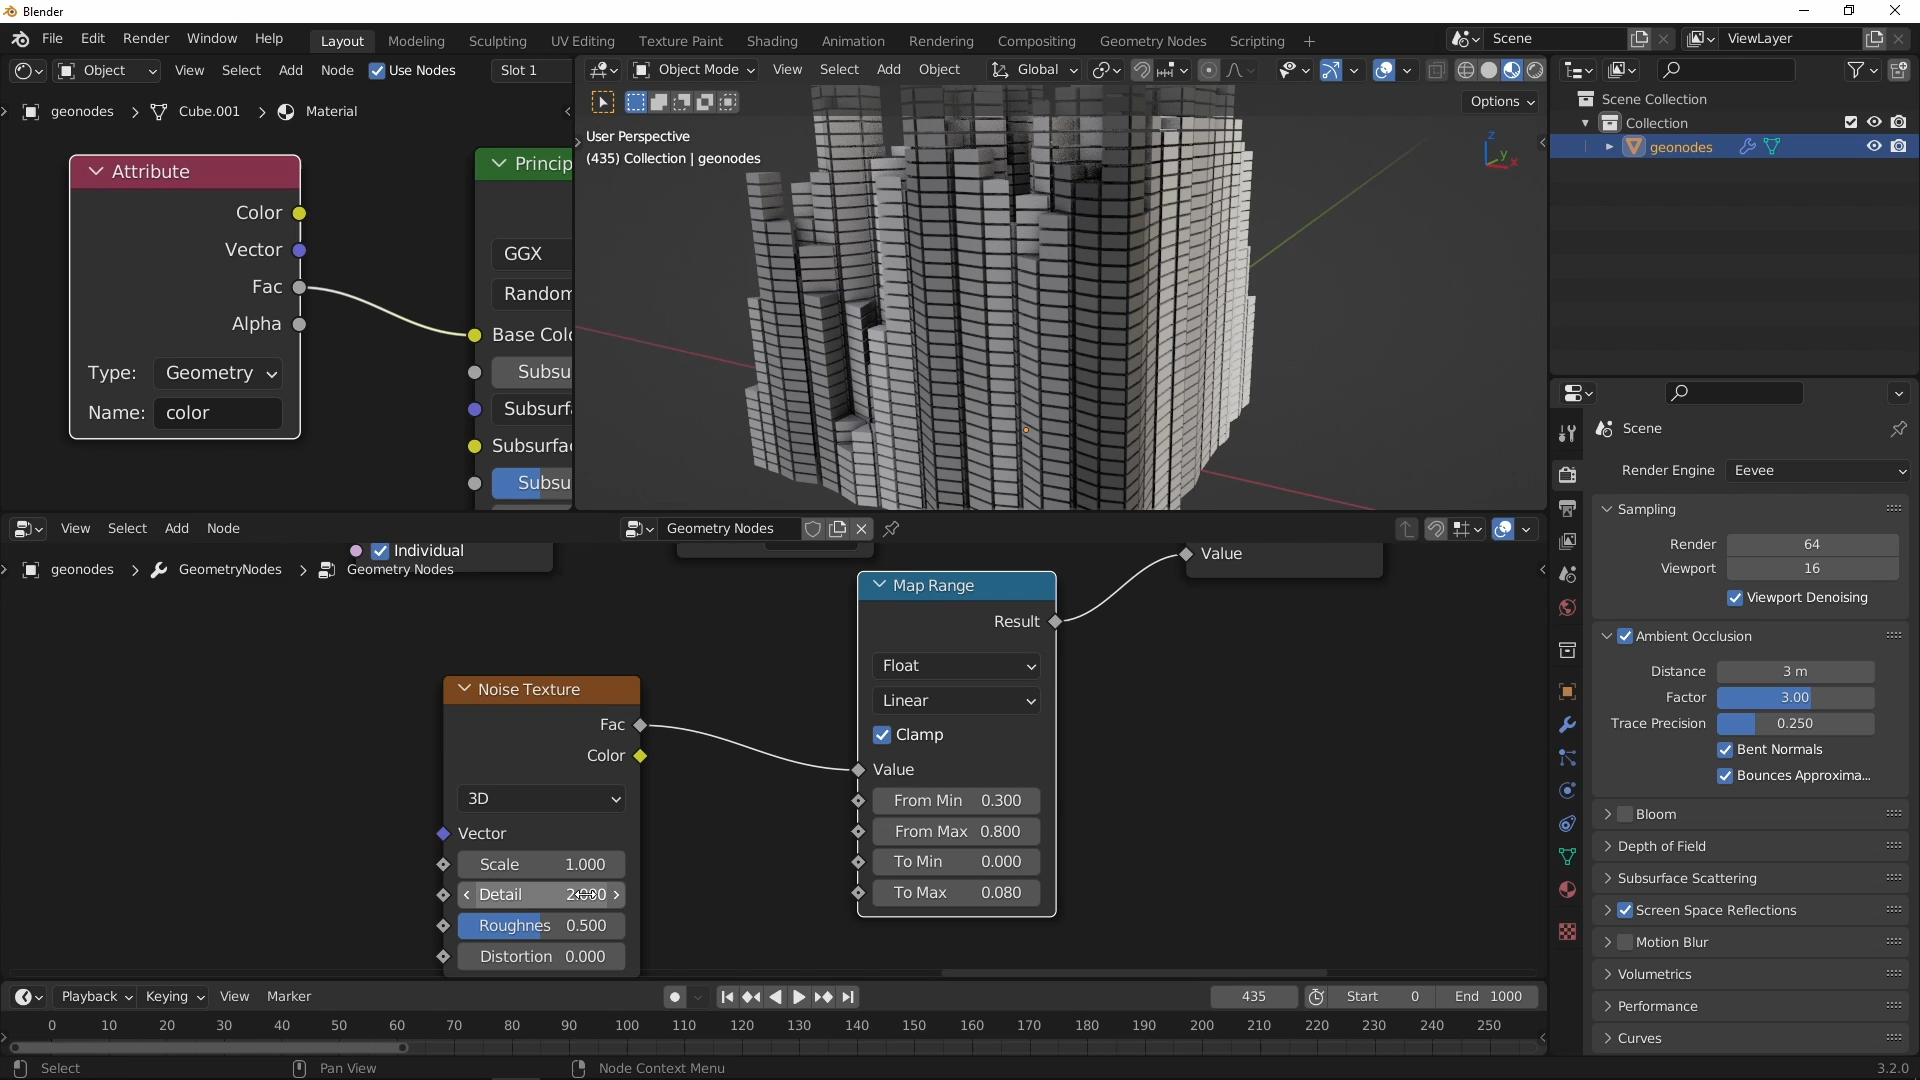 Blender
File Edit Render Window Help
Layout Modeling Sculpting UV Editing Texture Paint Shading Animation Rendering Compositing Geometry Nodes Scripting +
Scene
ViewLayer
Object View Select Add Node Use Nodes Slot 1
Object Mode View Select Add Object Global
geonodes > Cube.001 > Material
Options
Attribute
Color
Vector
Fac
Alpha
Type: Geometry
Name: color
Princip
GGX
Random
Base Colo
Subsu
Subsurfa
Subsurfac
Subsu
User Perspective
(435) Collection | geonodes
Z
Y
X
Scene Collection
Collection
geonodes
Scene
Render Engine Eevee
Sampling
Render 64
Viewport 16
Viewport Denoising
Ambient Occlusion
Distance 3 m
Factor 3.00
Trace Precision 0.250
Bent Normals
Bounces Approxima...
Bloom
Depth of Field
Subsurface Scattering
Screen Space Reflections
Motion Blur
Volumetrics
Performance
Curves
View Select Add Node
Geometry Nodes
Individual
geonodes > GeometryNodes > Geometry Nodes
Value
Map Range
Result
Float
Linear
Clamp
Value
From Min 0.300
From Max 0.800
To Min 0.000
To Max 0.080
Noise Texture
Fac
Color
3D
Vector
Scale 1.000
Detail
Roughnes 0.500
Distortion 0.000
Playback Keying View Marker
435 Start 0 End 1000
0 10 20 30 40 50 60 70 80 90 100 110 120 130 140 150 160 170 180 190 200 210 220 230 240 250
Select Pan View Node Context Menu 3.2.0